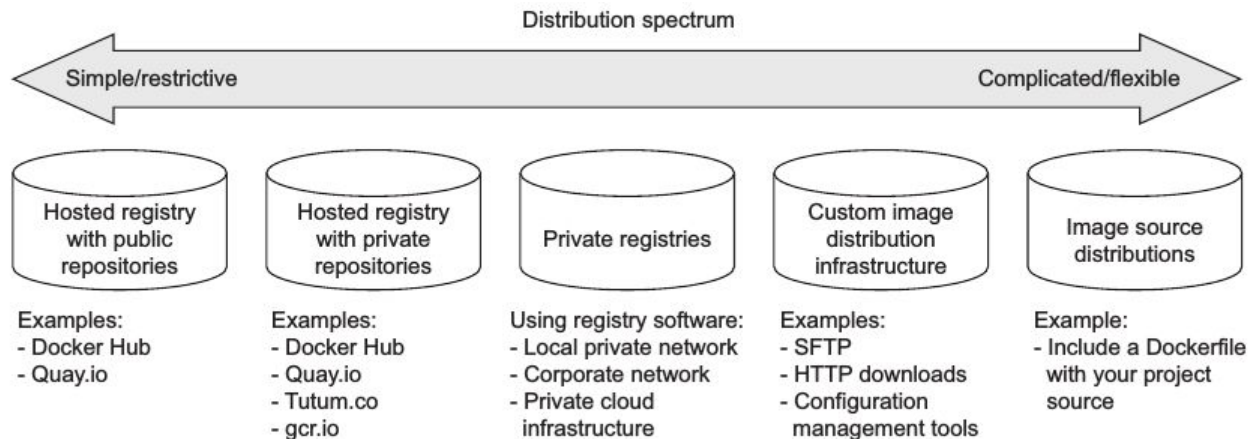 Distribution spectrum
Simple/restrictive
Complicated/flexible
Hosted registry
with public
repositories
Hosted registry
with private
repositories
Private registries
Custom image
distribution
infrastructure
Image source
distributions
Examples:
- Docker Hub
- Quay.io
Examples:
- Docker Hub
- Quay.io
- Tutum.co
- gcr.io
Using registry software:
- Local private network
- Corporate network
- Private cloud
infrastructure
Examples:
- SFTP
- HTTP downloads
- Configuration
management tools
Example:
- Include a Dockerfile
with your project
source